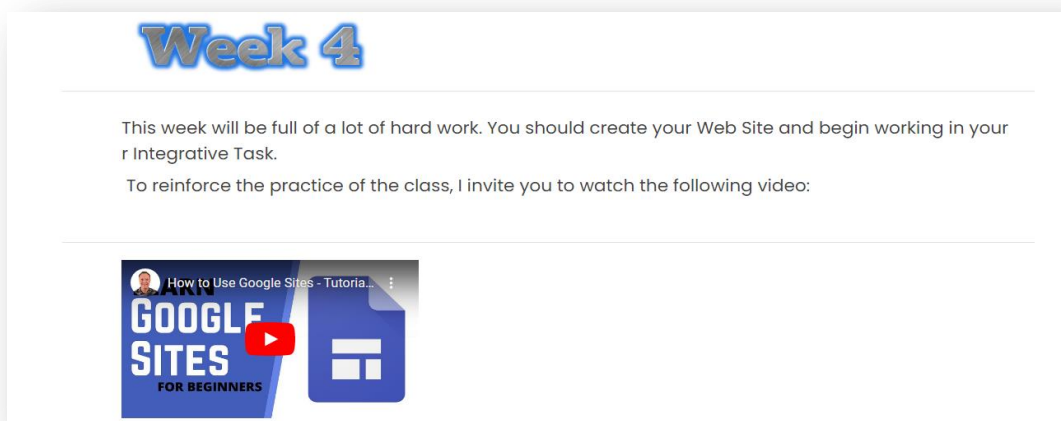 Week 4
This week will be full of a lot of hard work. You should create your Web Site and begin working in your
r Integrative Task.
To reinforce the practice of the class, I invite you to watch the following video:
How to Use Google Sites - Tutoria...
GOOGLE
SITES
FOR BEGINNERS